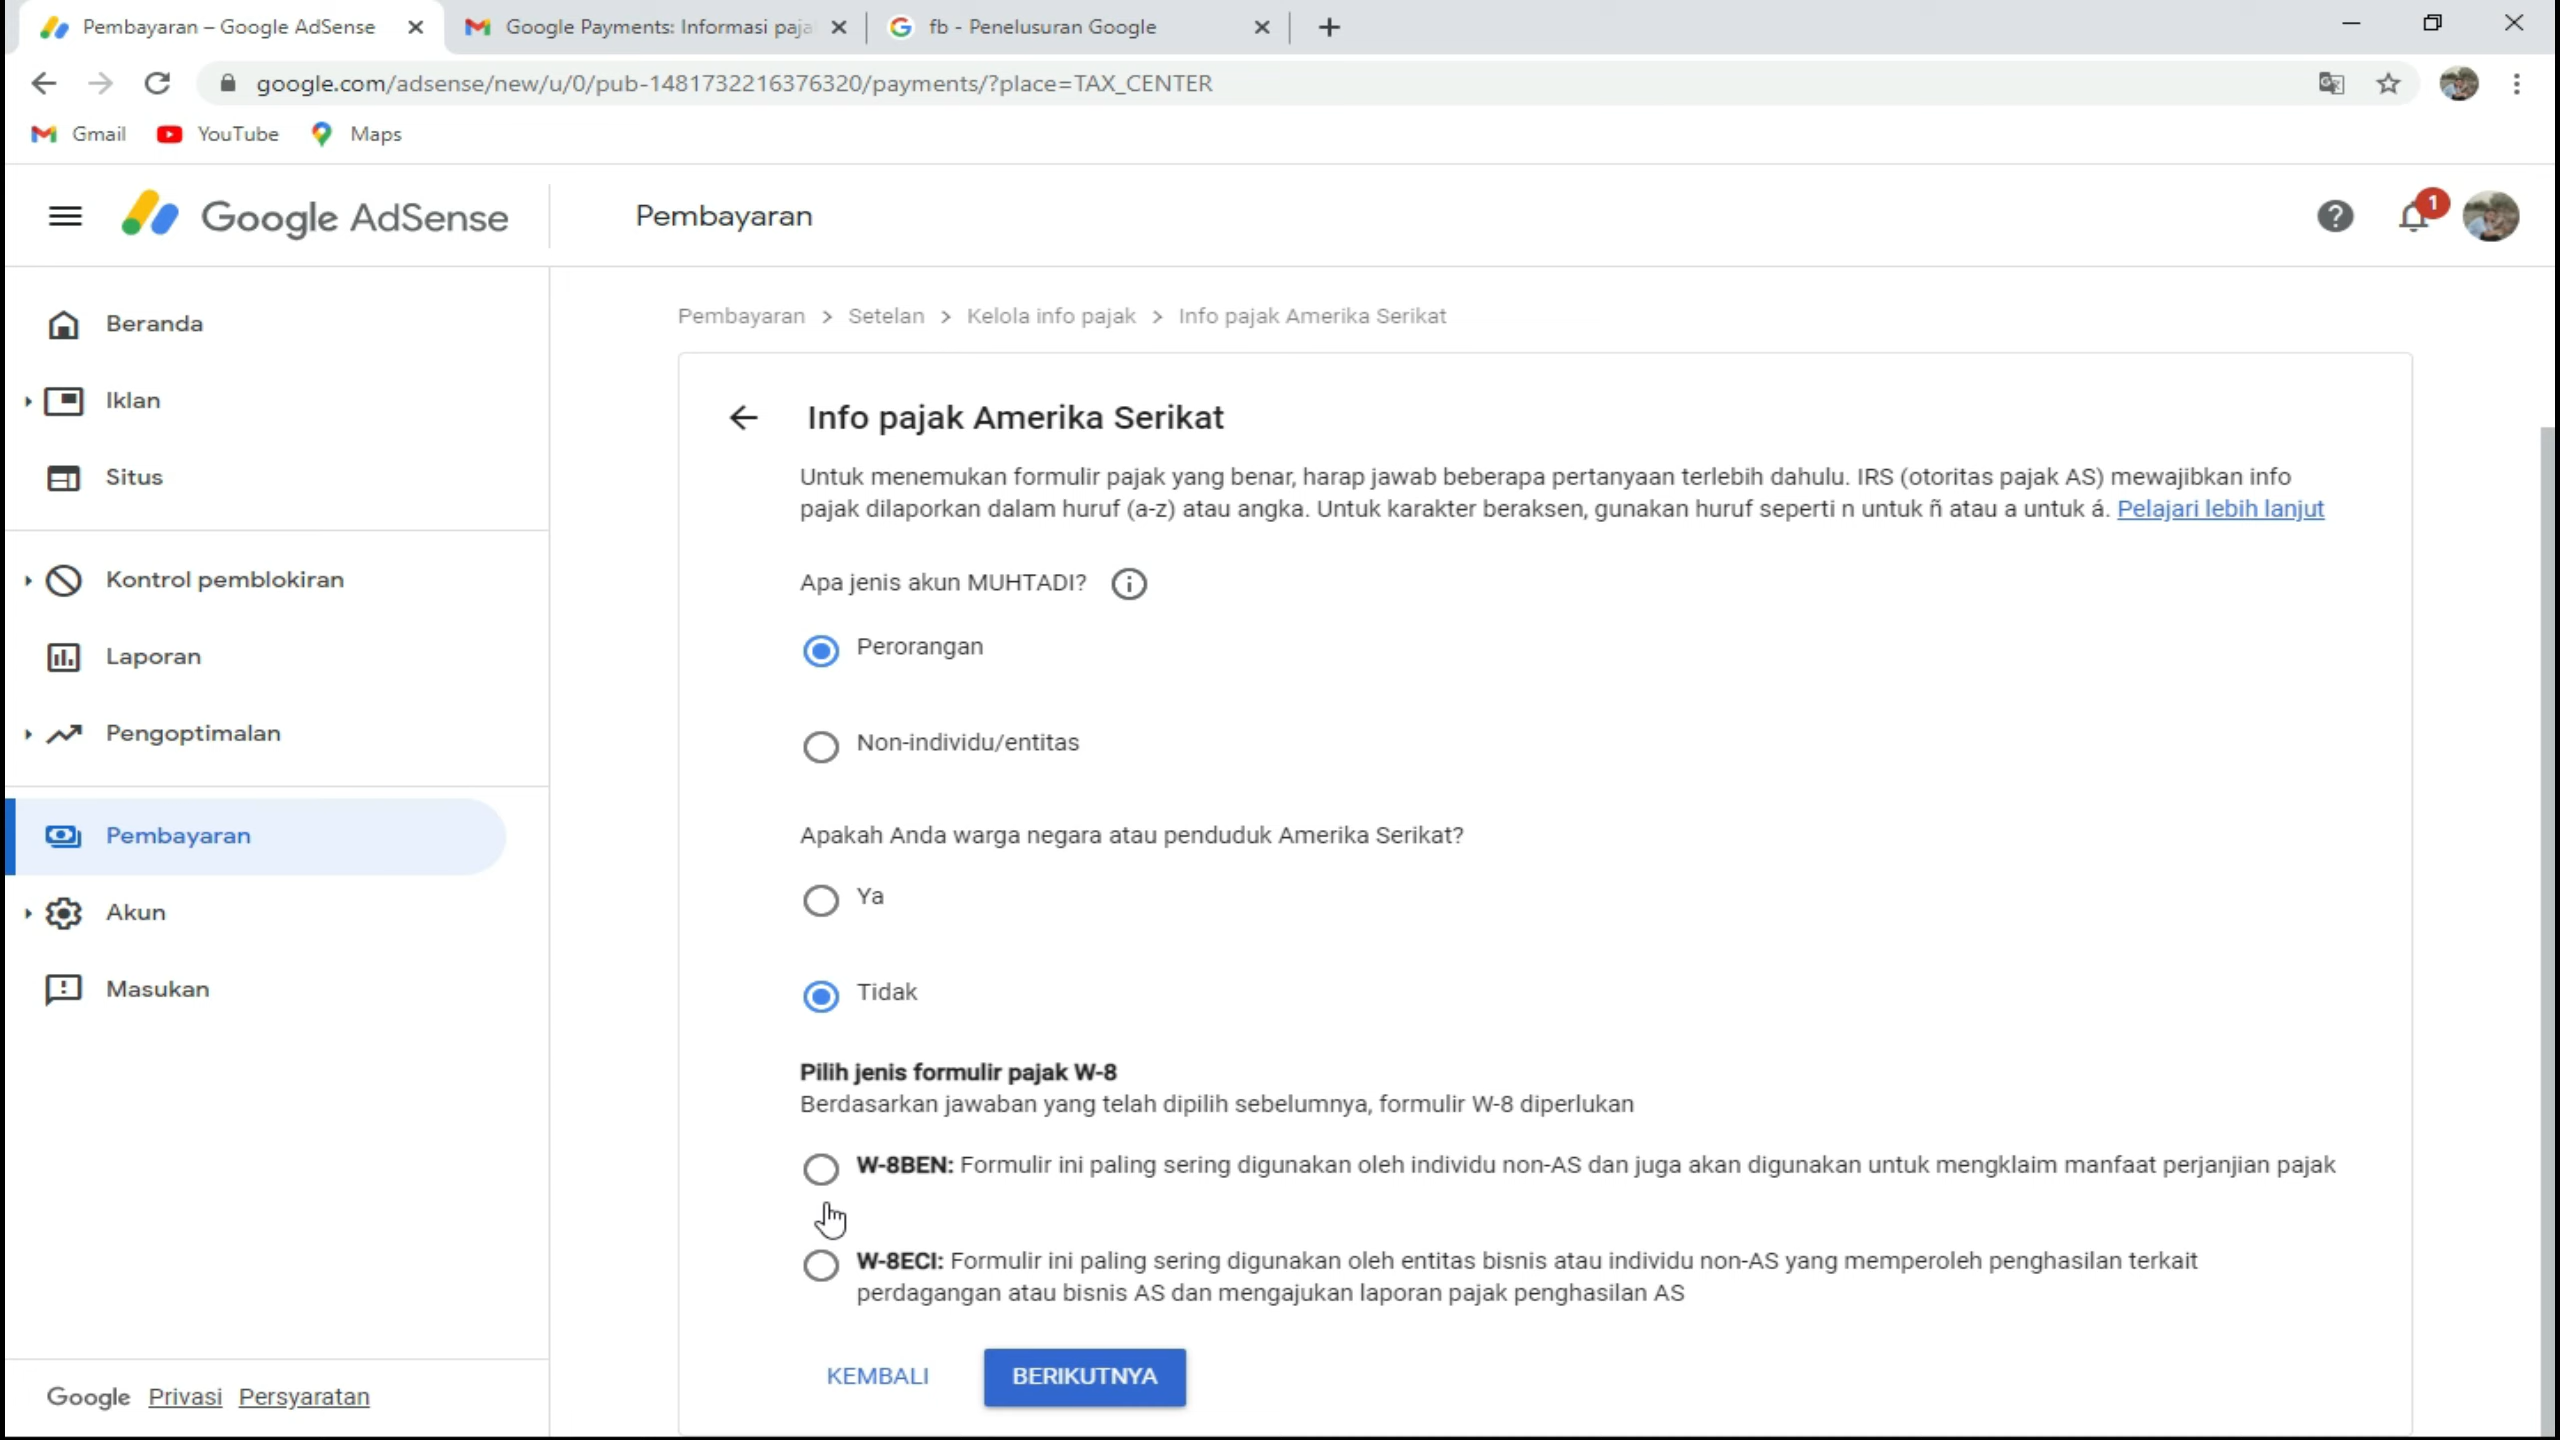 Pembayaran – Google AdSense
Google Payments: Informasi paja
fb - Penelusuran Google
google.com/adsense/new/u/0/pub-1481732216376320/payments/?place=TAX_CENTER
Gmail
YouTube
Maps
Google AdSense
Pembayaran
1
Beranda
Iklan
Situs
Kontrol pemblokiran
Laporan
Pengoptimalan
Pembayaran
Akun
Masukan
Google Privasi Persyaratan
Pembayaran > Setelan > Kelola info pajak > Info pajak Amerika Serikat
Info pajak Amerika Serikat
Untuk menemukan formulir pajak yang benar, harap jawab beberapa pertanyaan terlebih dahulu. IRS (otoritas pajak AS) mewajibkan info
pajak dilaporkan dalam huruf (a-z) atau angka. Untuk karakter beraksen, gunakan huruf seperti n untuk ñ atau a untuk á. Pelajari lebih lanjut
Apa jenis akun MUHTADI?
Perorangan
Non-individu/entitas
Apakah Anda warga negara atau penduduk Amerika Serikat?
Ya
Tidak
Pilih jenis formulir pajak W-8
Berdasarkan jawaban yang telah dipilih sebelumnya, formulir W-8 diperlukan
W-8BEN: Formulir ini paling sering digunakan oleh individu non-AS dan juga akan digunakan untuk mengklaim manfaat perjanjian pajak
W-8ECI: Formulir ini paling sering digunakan oleh entitas bisnis atau individu non-AS yang memperoleh penghasilan terkait
perdagangan atau bisnis AS dan mengajukan laporan pajak penghasilan AS
KEMBALI
BERIKUTNYA